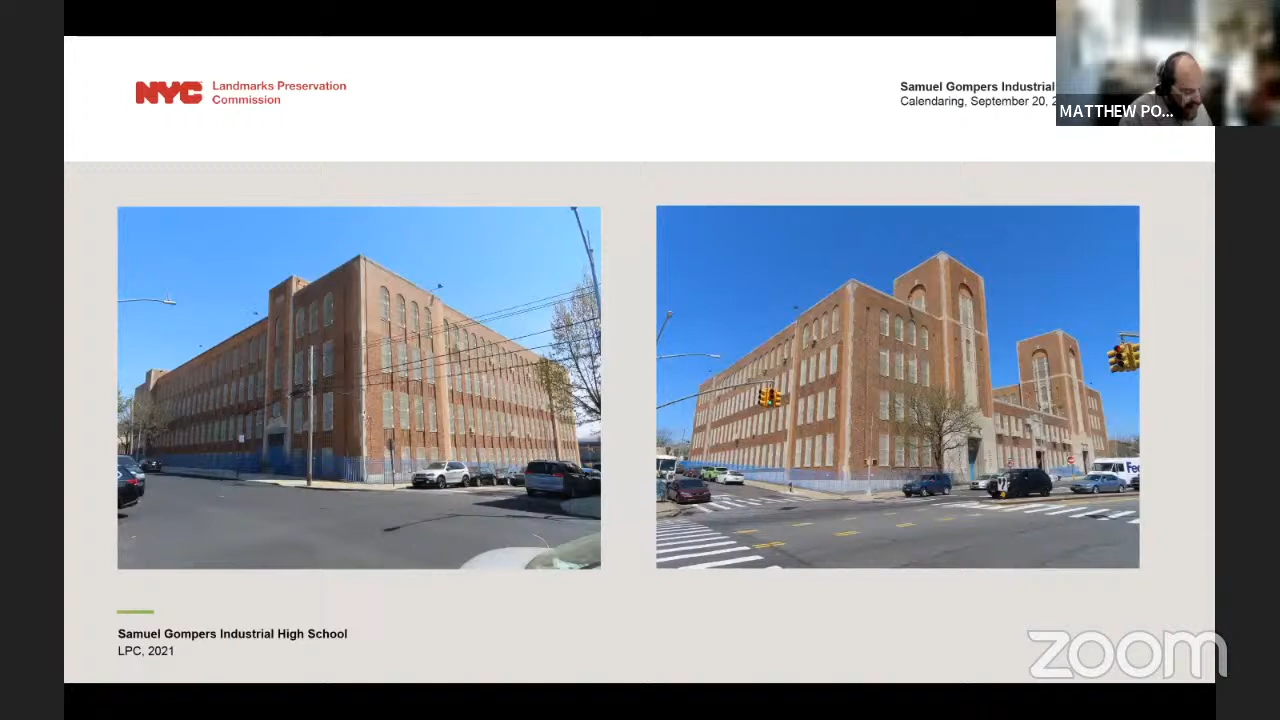 NYC Landmarks Preservation
Commission
Samuel Gompers Industrial
Calendaring, September 20, 2
MATTHEW PO...
Fe
Samuel Gompers Industrial High School
LPC, 2021
zoom